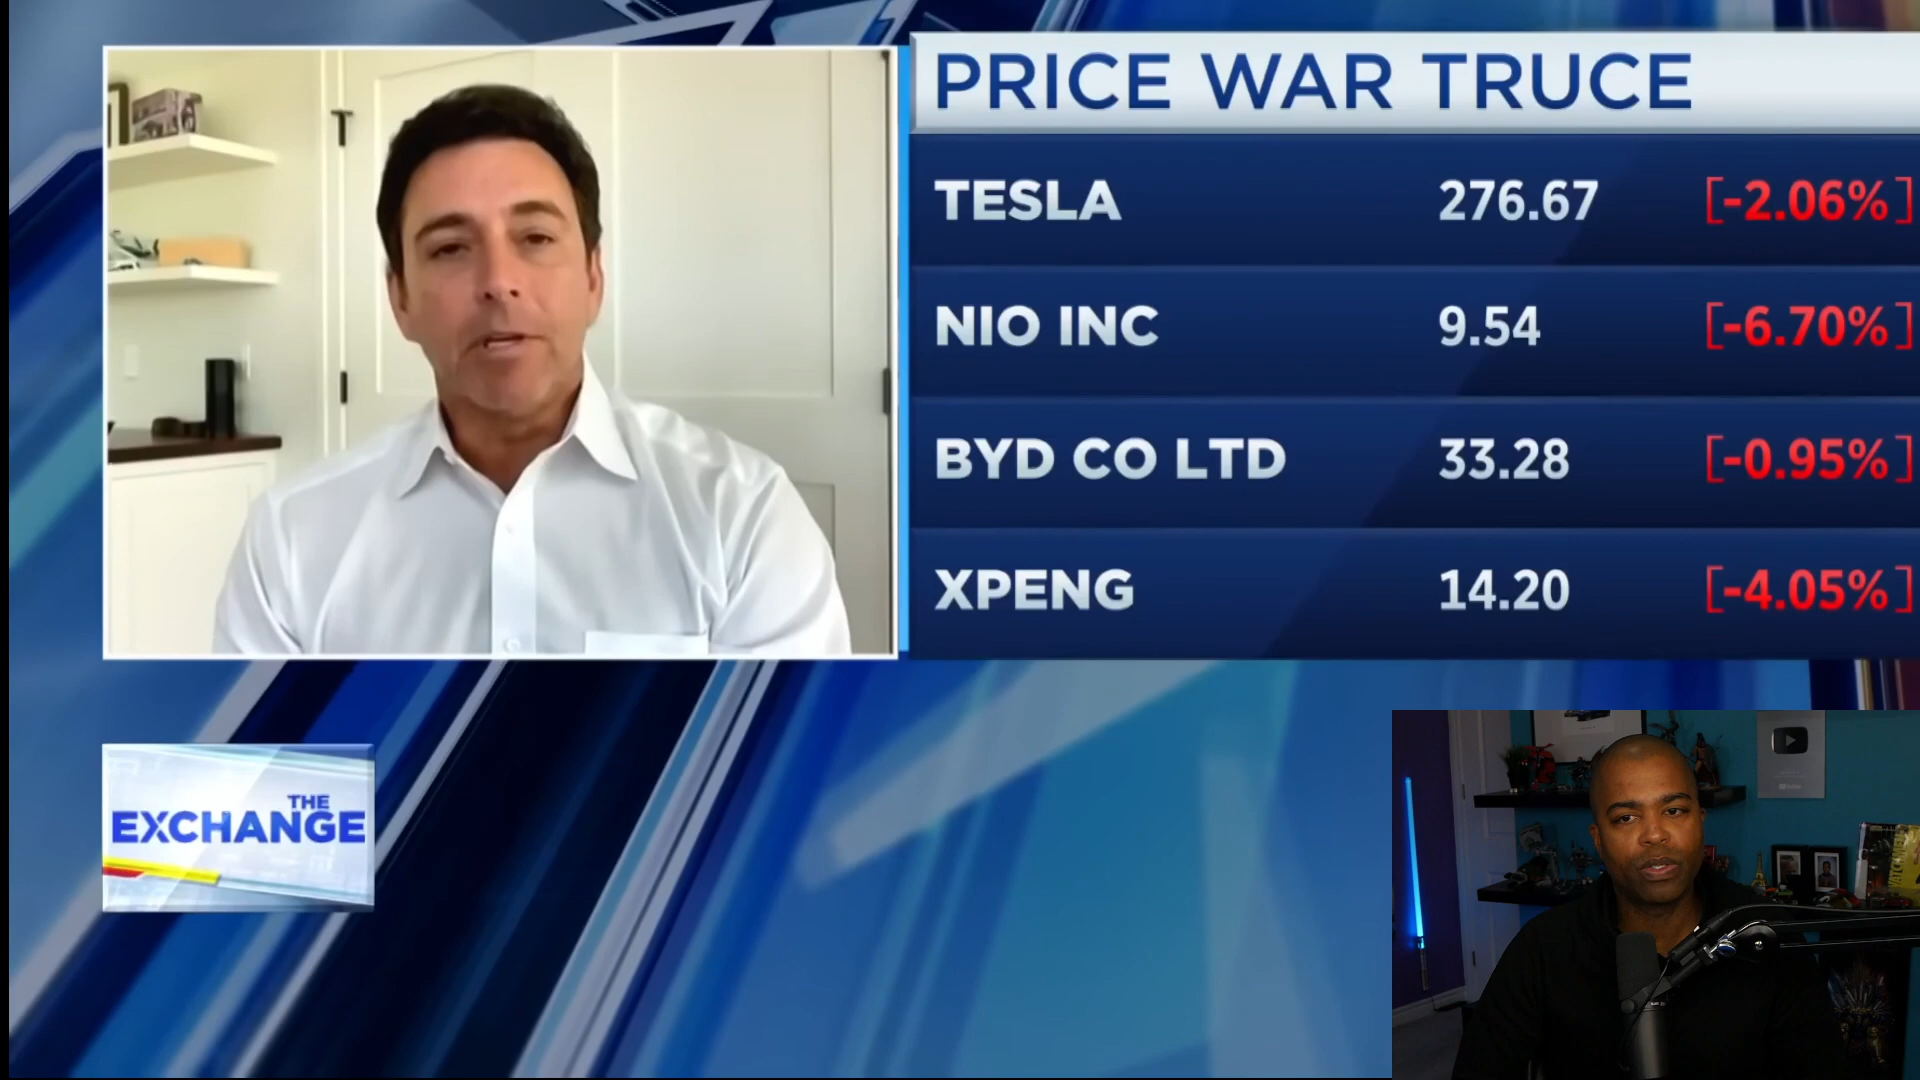 PRICE WAR TRUCE
TESLA 276.67 [-2.06%]
NIO INC 9.54 [-6.70%]
BYD CO LTD 33.28 [-0.95%]
XPENG 14.20 [-4.05%]
THE
EXCHANGE